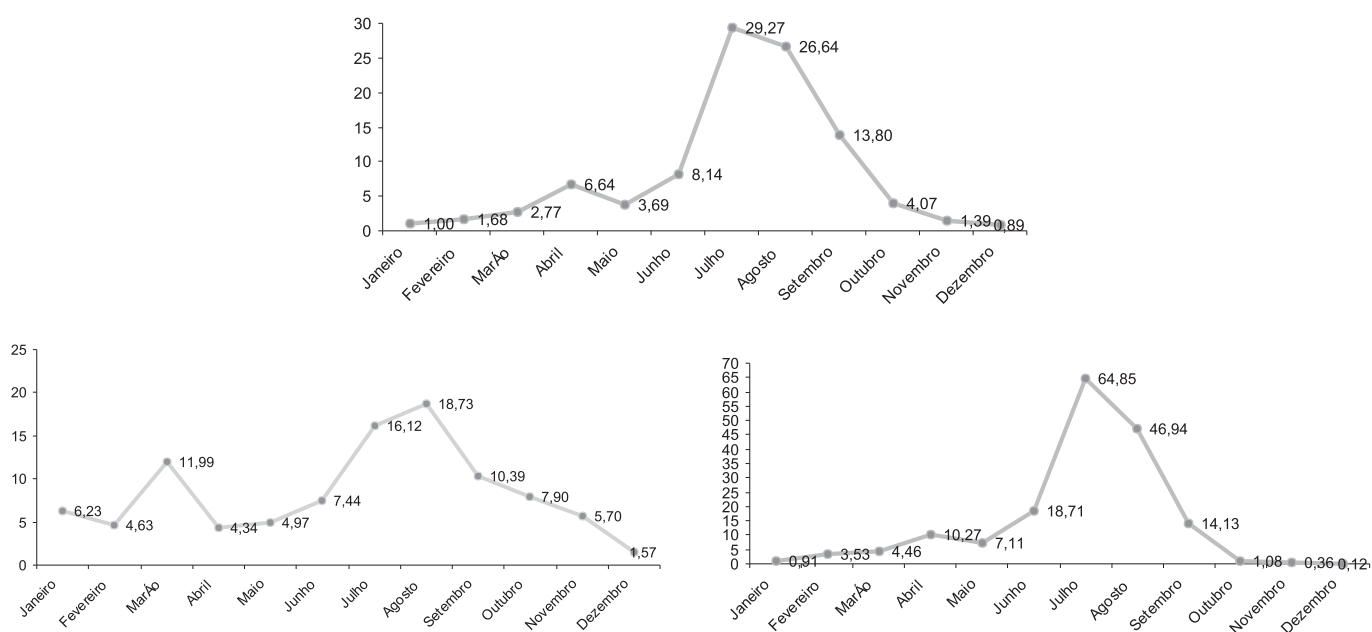 30
25
20
15
10
5
0
1,00
1,68
2,77
6,64
3,69
8,14
29,27
26,64
13,80
4,07
1,39
0,89
Janeiro
Fevereiro
MarÁo
Abril
Maio
Junho
Julho
Agosto
Setembro
Outubro
Novembro
Dezembro
25
20
15
10
5
0
6,23
4,63
11,99
4,34
4,97
7,44
16,12
18,73
10,39
7,90
5,70
1,57
Janeiro
Fevereiro
MarÁo
Abril
Maio
Junho
Julho
Agosto
Setembro
Outubro
Novembro
Dezembro
70
65
60
55
50
45
40
35
30
25
20
15
10
5
0
0,91
3,53
4,46
10,27
7,11
18,71
64,85
46,94
14,13
1,08
0,36
0,12
Janeiro
Fevereiro
MarÁo
Abril
Maio
Junho
Julho
Agosto
Setembro
Outubro
Novembro
Dezembro